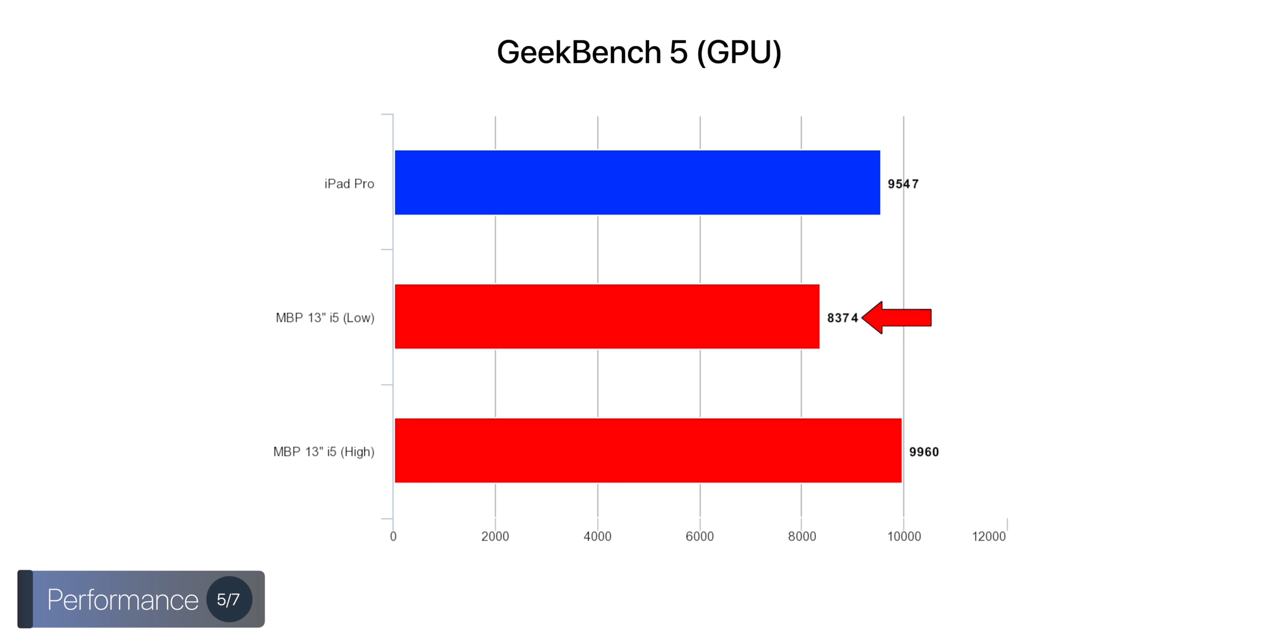 GeekBench 5 (GPU)
iPad Pro
9547
MBP 13" i5 (Low)
8374
MBP 13" i5 (High)
9960
0 2000 4000 6000 8000 10000 12000
Performance 5/7